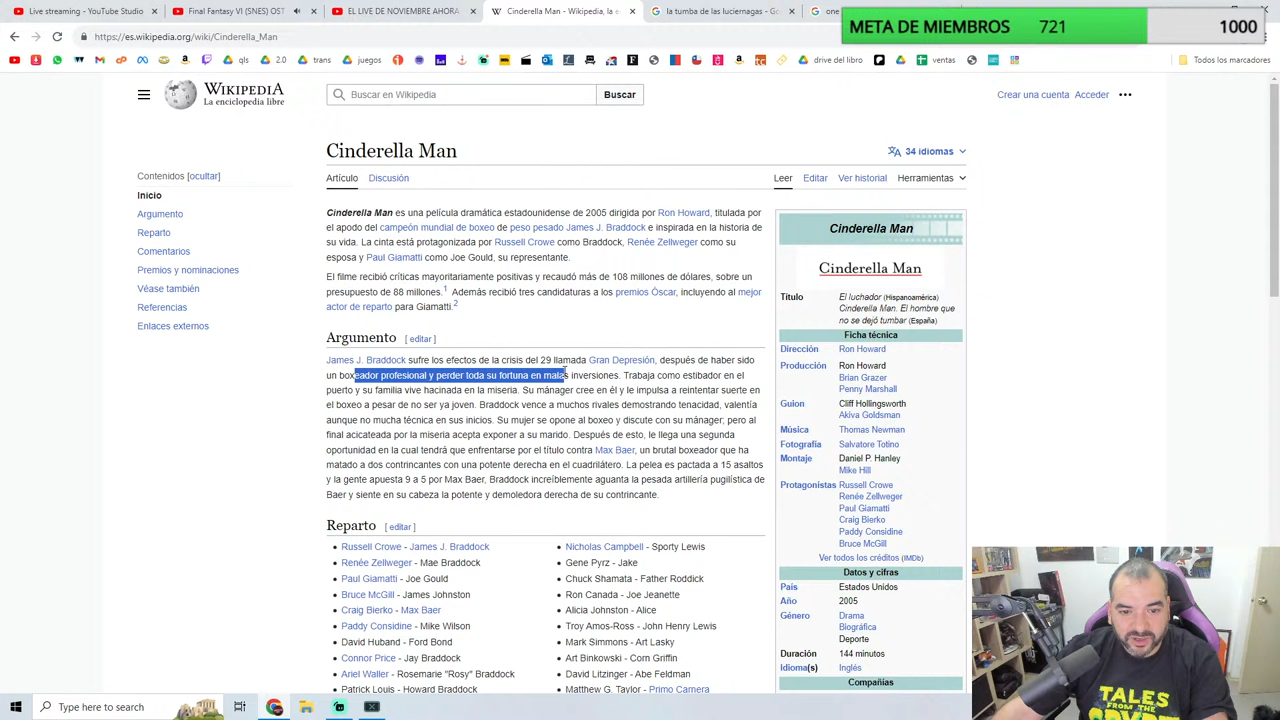 ve streaming - YouTube Studio
Final Fantasy VI (SNES) OST
EL LIVE DE NOVIEMBRE AHORA
Cinderella Man - Wikipedia, la e
la tumba de las luciernagas - G
one
META DE MIEMBROS 721 1000
https://es.wikipedia.org/wiki/Cinderella_Man
qls
2.0
trans
juegos
trans
drive del libro
ventas
Todos los marcadores
WIKIPEDIA
La enciclopedia libre
Buscar en Wikipedia
Buscar
Crear una cuenta Acceder
Cinderella Man
34 idiomas
Artículo Discusión
Leer Editar Ver historial Herramientas
Contenidos [ocultar]
Inicio
Argumento
Reparto
Comentarios
Premios y nominaciones
Véase también
Referencias
Enlaces externos
Cinderella Man es una película dramática estadounidense de 2005 dirigida por Ron Howard, titulada por
el apodo del campeón mundial de boxeo de peso pesado James J. Braddock e inspirada en la historia de
su vida. La cinta está protagonizada por Russell Crowe como Braddock, Renée Zellweger como su
esposa y Paul Giamatti como Joe Gould, su representante.
El filme recibió críticas mayoritariamente positivas y recaudó más de 108 millones de dólares, sobre un
presupuesto de 88 millones.1 Además recibió tres candidaturas a los premios Óscar, incluyendo al mejor
actor de reparto para Giamatti.2
Argumento [ editar ]
James J. Braddock sufre los efectos de la crisis del 29 llamada Gran Depresión, después de haber sido
un boxeador profesional y perder toda su fortuna en malas inversiones. Trabaja como estibador en el
puerto y su familia vive hacinada en la miseria. Su mánager cree en él y le impulsa a reintentar suerte en
el boxeo a pesar de no ser ya joven. Braddock vence a muchos rivales demostrando tenacidad, valentía
aunque no mucha técnica en sus inicios. Su mujer se opone al boxeo y discute con su mánager; pero al
final acicateada por la miseria acepta exponer a su marido. Después de esto, le llega una segunda
oportunidad en la cual tendrá que enfrentarse por el título contra Max Baer, un brutal boxeador que ha
matado a dos contrincantes con una potente derecha en el cuadrilátero. La pelea es pactada a 15 asaltos
y la gente apuesta 9 a 5 por Max Baer, Braddock increíblemente aguanta la pesada artillería pugilística de
Baer y siente en su cabeza la potente y demoledora derecha de su contrincante.
Reparto [ editar ]
Russell Crowe - James J. Braddock
Renée Zellweger - Mae Braddock
Paul Giamatti - Joe Gould
Bruce McGill - James Johnston
Craig Bierko - Max Baer
Paddy Considine - Mike Wilson
David Huband - Ford Bond
Connor Price - Jay Braddock
Ariel Waller - Rosemarie "Rosy" Braddock
Patrick Louis - Howard Braddock
Nicholas Campbell - Sporty Lewis
Gene Pyrz - Jake
Chuck Shamata - Father Roddick
Ron Canada - Joe Jeanette
Alicia Johnston - Alice
Troy Amos-Ross - John Henry Lewis
Mark Simmons - Art Lasky
Art Binkowski - Corn Griffin
David Litzinger - Abe Feldman
Matthew G. Taylor - Primo Carnera
Cinderella Man
Cinderella Man
Título El luchador (Hispanoamérica)
Cinderella Man. El hombre que
no se dejó tumbar (España)
Ficha técnica
Dirección Ron Howard
Producción Ron Howard
Brian Grazer
Penny Marshall
Guion Cliff Hollingsworth
Akiva Goldsman
Música Thomas Newman
Fotografía Salvatore Totino
Montaje Daniel P. Hanley
Mike Hill
Protagonistas Russell Crowe
Renée Zellweger
Paul Giamatti
Craig Bierko
Paddy Considine
Bruce McGill
Ver todos los créditos (IMDb)
Datos y cifras
País Estados Unidos
Año 2005
Género Drama
Biográfica
Deporte
Duración 144 minutos
Idioma(s) Inglés
Compañías
TALES
FROM THE
Type here to search